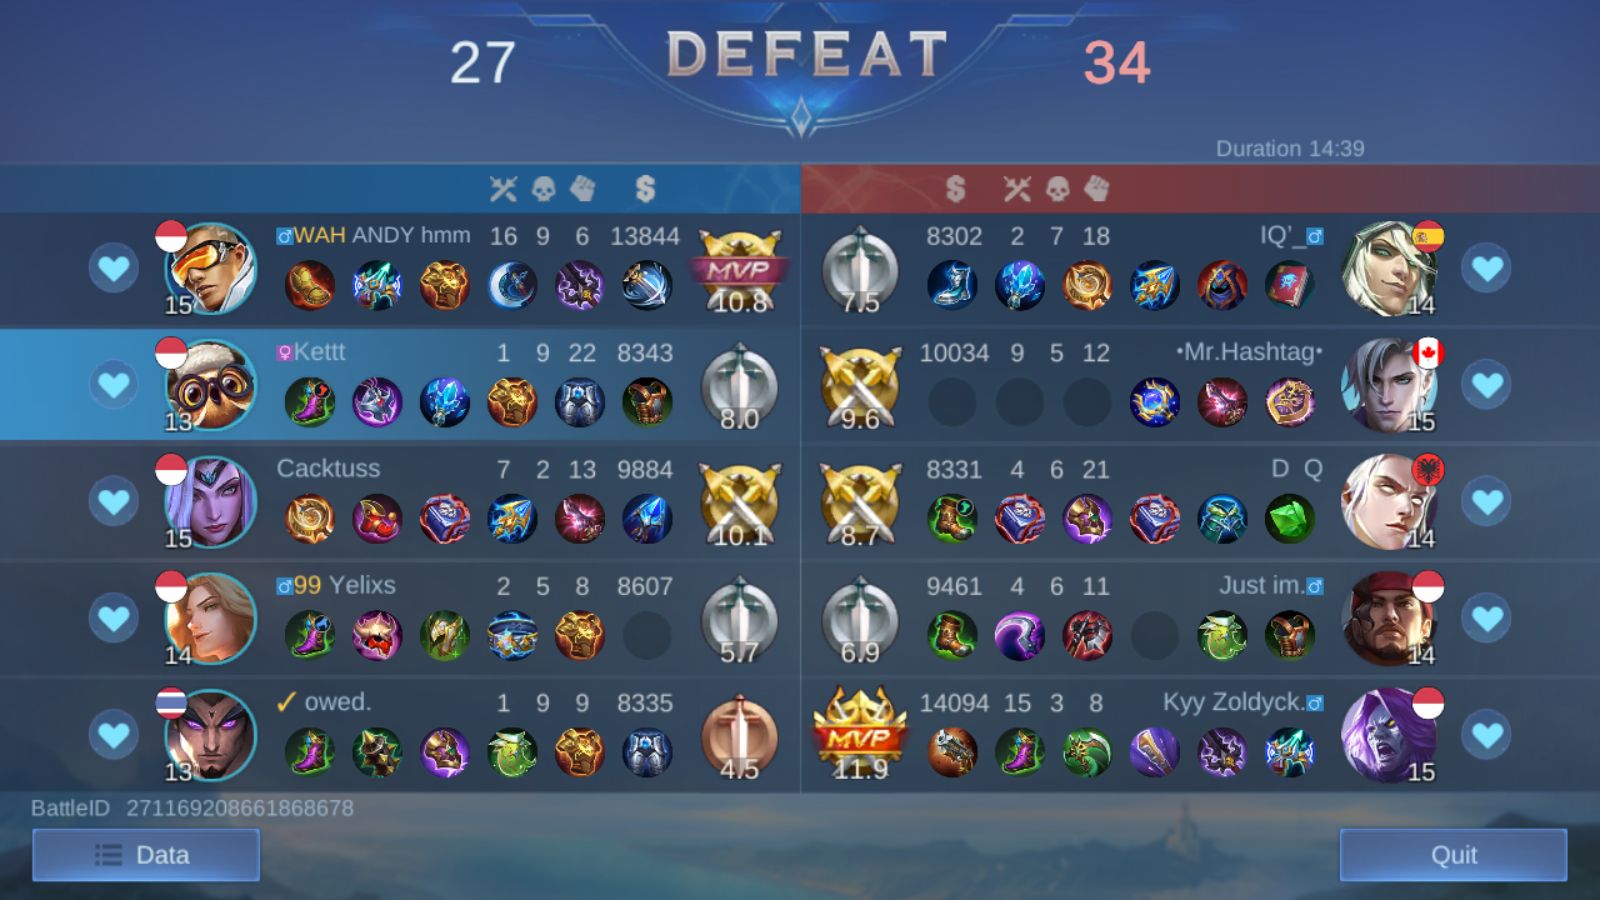 27 DEFEAT 34
Duration 14:39
WAH ANDY hmm 16 9 6 13844
MVP 10.8
15
7.5 8302 2 7 18 IQ'_
14
Kettt 1 9 22 8343
8.0
13
9.6 10034 9 5 12 •Mr.Hashtag•
15
Cacktuss 7 2 13 9884
10.1
15
8.7 8331 4 6 21 D Q
14
99 Yelixs 2 5 8 8607
5.7
14
6.9 9461 4 6 11 Just im.
14
owed. 1 9 9 8335
4.5
13
MVP 11.9 14094 15 3 8 Kyy Zoldyck.
15
BattleID 271169208661868678
Data
Quit